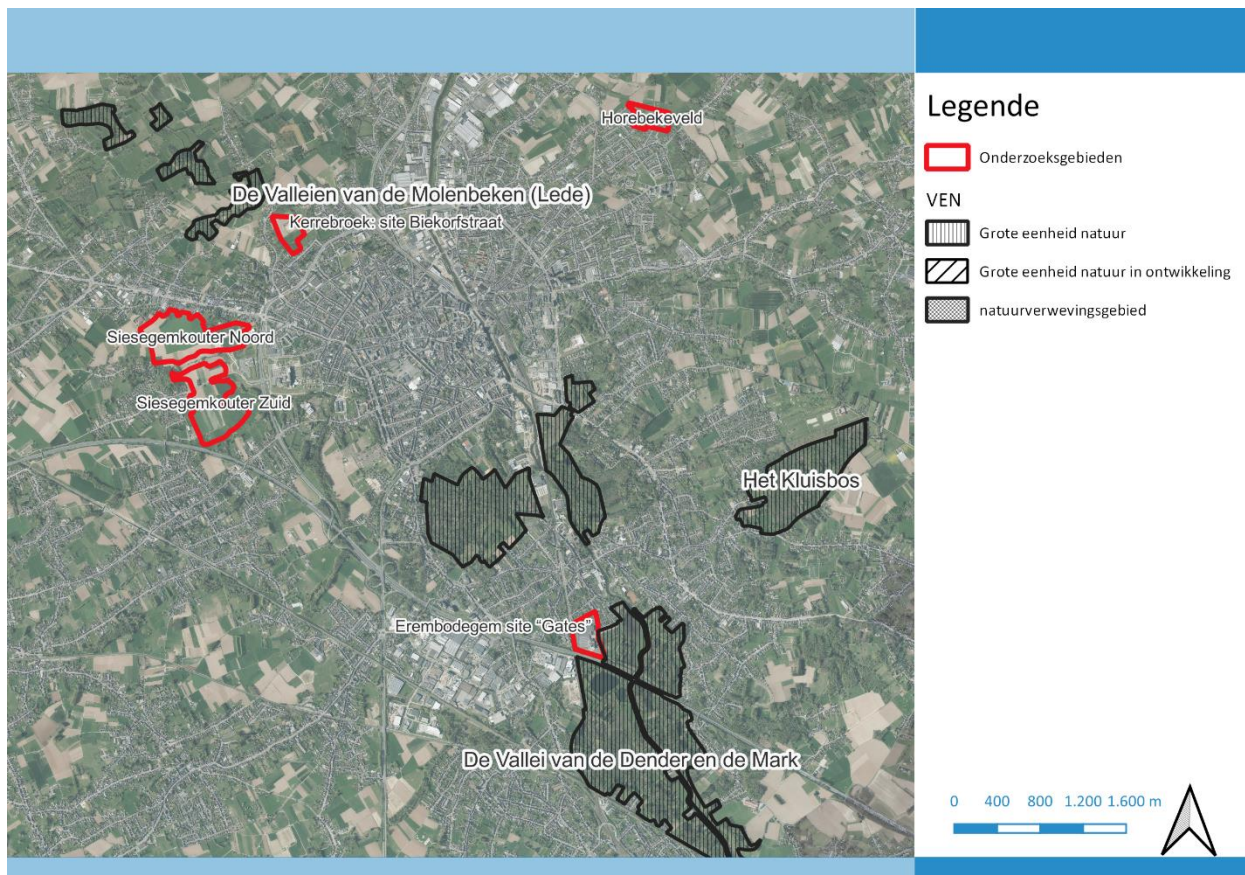 Horebekeveld
De Valleien van de Molenbeken (Lede)
Kerrebroek: site Biekorfstraat
Siesegemkouter Noord
Siesegemkouter Zuid
Het Kluisbos
Erembodegem site "Gates"
De Vallei van de Dender en de Mark
Legende
Onderzoeksgebieden
VEN
Grote eenheid natuur
Grote eenheid natuur in ontwikkeling
natuurverwevingsgebied
0 400 800 1.200 1.600 m